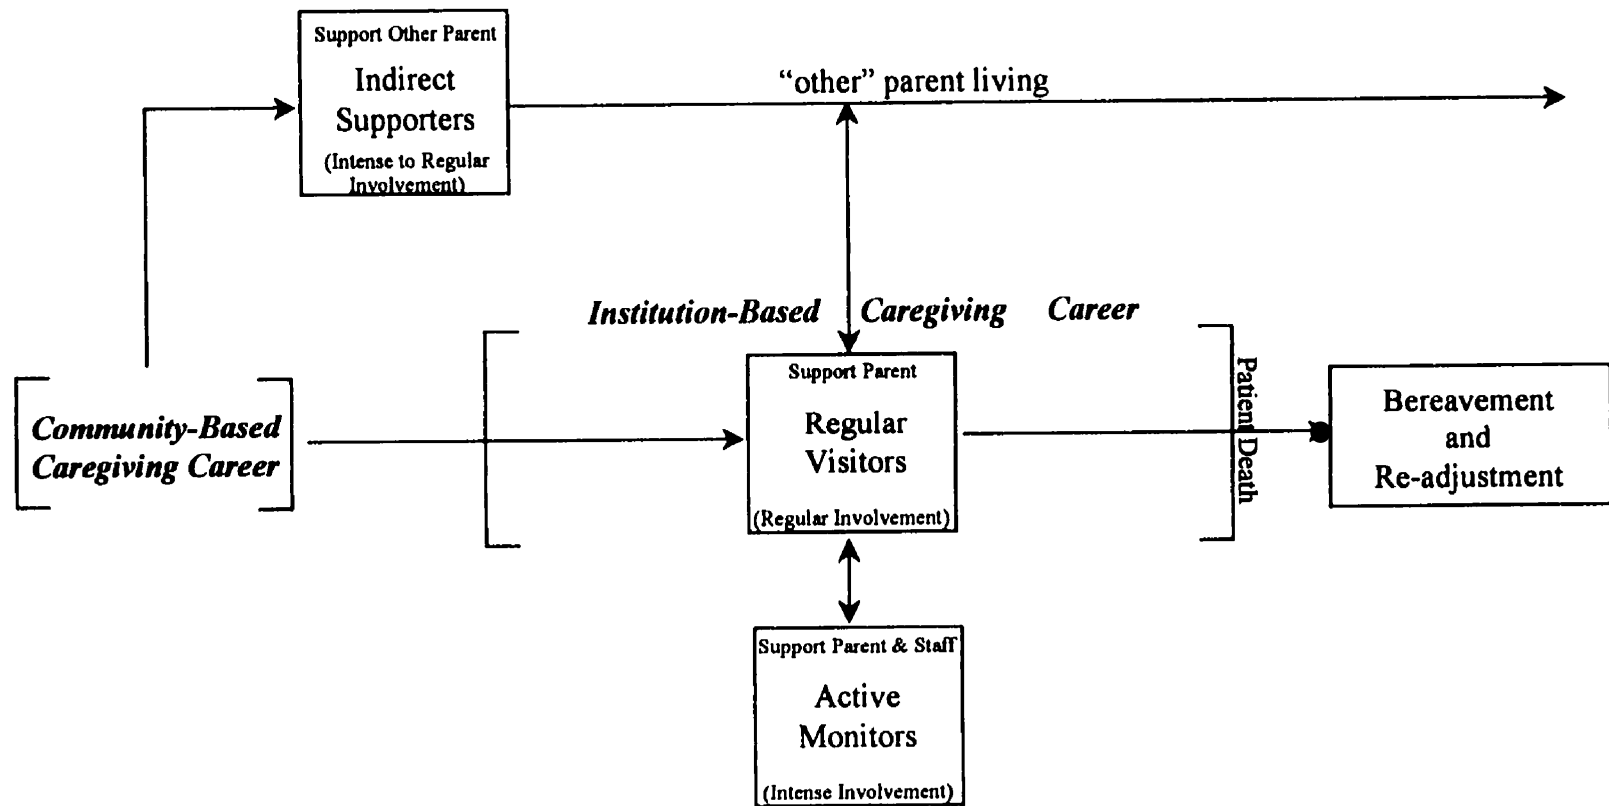 Support Other Parent
Indirect
Supporters
(Intense to Regular
Involvement)
“other” parent living
Institution-Based Caregiving Career
Community-Based
Caregiving Career
Support Parent
Regular
Visitors
(Regular Involvement)
Patient Death
Bereavement
and
Re-adjustment
Support Parent & Staff
Active
Monitors
(Intense Involvement)